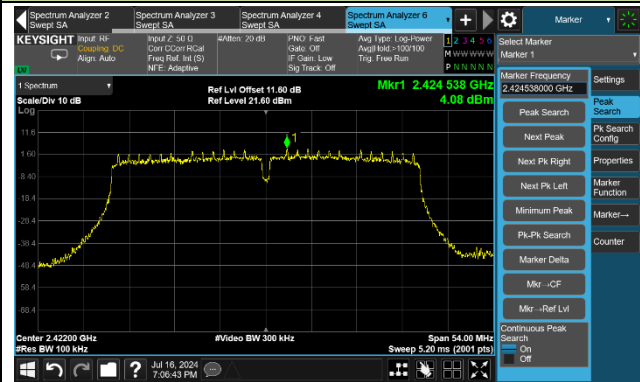 Spectrum Analyzer 2
Swept SA
Spectrum Analyzer 3
Swept SA
Spectrum Analyzer 4
Swept SA
Spectrum Analyzer 6
Swept SA
Marker
KEYSIGHT
Input: RF
Coupling: DC
Align: Auto
Input Z: 50 Ω
Corr CCorr RCal
Freq Ref: Int (S)
NFE: Adaptive
#Atten: 20 dB
PNO: Fast
Gate: Off
IF Gain: Low
Sig Track: Off
Avg Type: Log-Power
Avg|Hold:>100/100
Trig: Free Run
1 2 3 4 5 6
M W W W W W
P N N N N N
Select Marker
Marker 1
LXI
1 Spectrum
Scale/Div 10 dB
Ref Lvl Offset 11.60 dB
Ref Level 21.60 dBm
Mkr1 2.424 538 GHz
4.08 dBm
Log
11.6
1.60
-8.40
-18.4
-28.4
-38.4
-48.4
-58.4
-68.4
1
Center 2.42200 GHz
#Res BW 100 kHz
#Video BW 300 kHz
Span 54.00 MHz
Sweep 5.20 ms (2001 pts)
Marker Frequency
2.424538000 GHz
Peak Search
Next Peak
Next Pk Right
Next Pk Left
Minimum Peak
Pk-Pk Search
Marker Delta
Mkr→CF
Mkr→Ref Lvl
Continuous Peak
Search
On
Off
Settings
Peak
Search
Pk Search
Config
Properties
Marker
Function
Marker→
Counter
Jul 16, 2024
7:06:43 PM